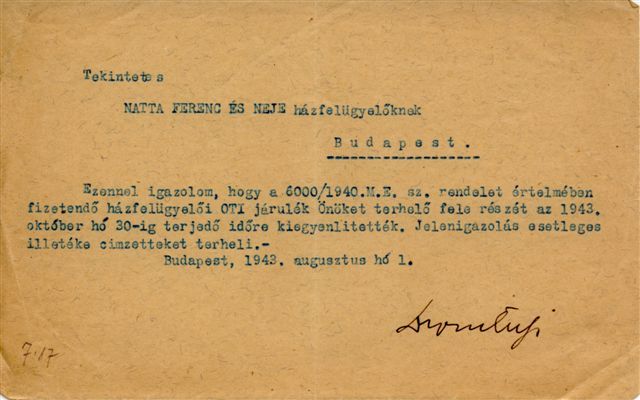 Tekintetes
NATTA FERENC ÉS NEJE házfelügyelőknek
Budapest.
Ezennel igazolom, hogy a 6000/1940.M.E. sz. rendelet értelmében
fizetendő házfelügyelői OTI járulék Önöket terhelő fele részét az 1943.
október hó 30-ig terjedő időre kiegyenlitették. Jelenigazolás esetleges
illetéke cimzetteket terheli.-
Budapest, 1943. augusztus hó 1.
7.17